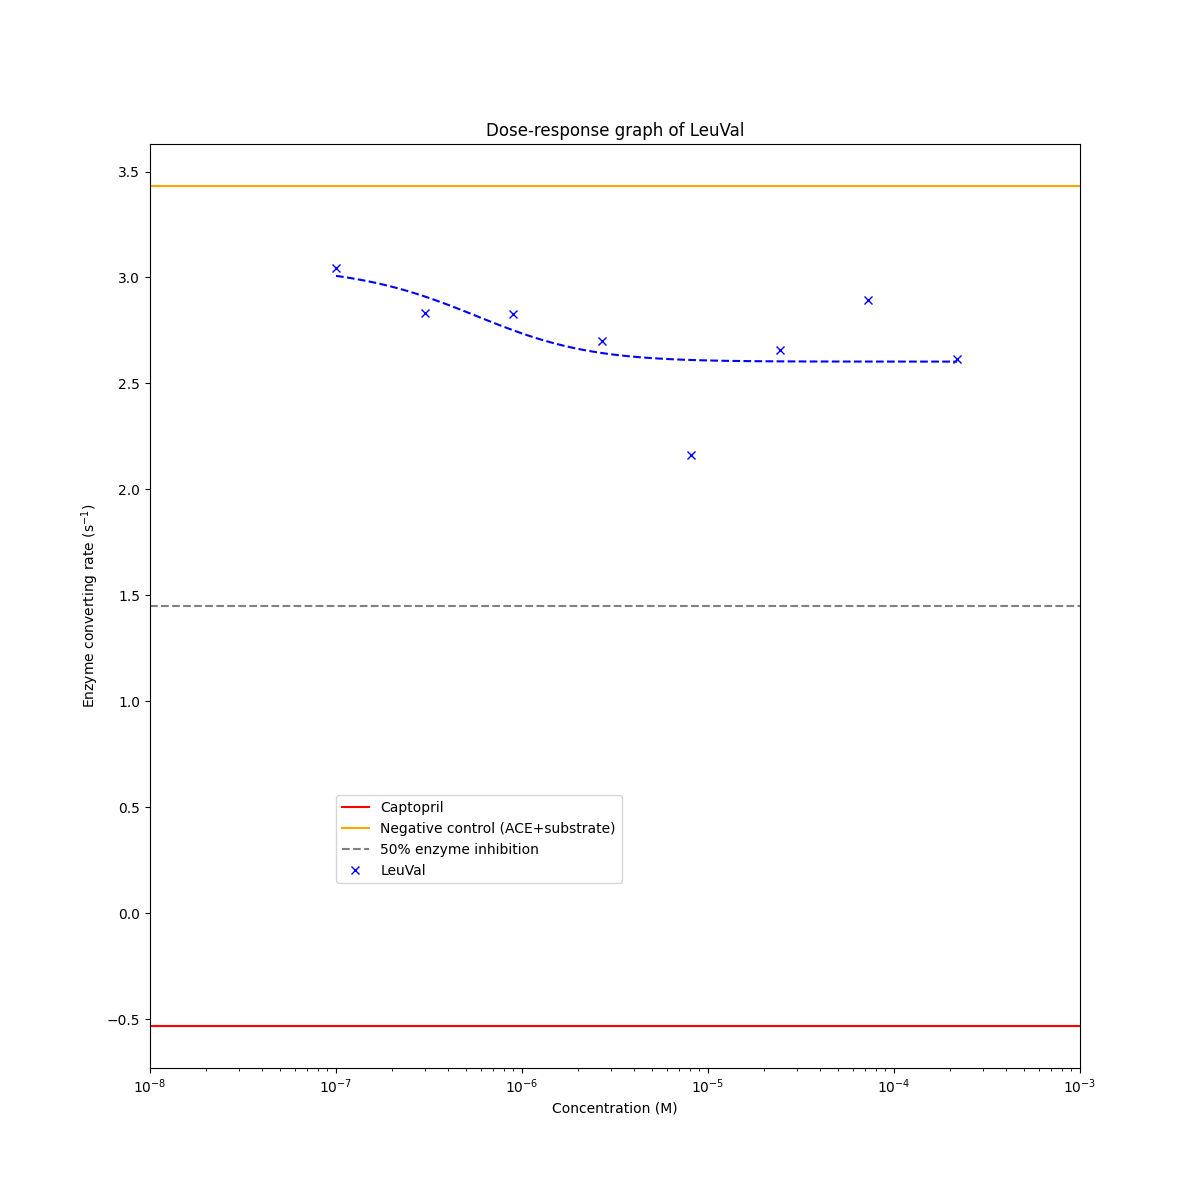 Dose-response graph of LeuVal
3.5
3.0
2.5
2.0
1.5
1.0
0.5
0.0
−0.5
Enzyme converting rate (s⁻¹)
Captopril
Negative control (ACE+substrate)
50% enzyme inhibition
LeuVal
10⁻⁸ 10⁻⁷ 10⁻⁶ 10⁻⁵ 10⁻⁴ 10⁻³
Concentration (M)